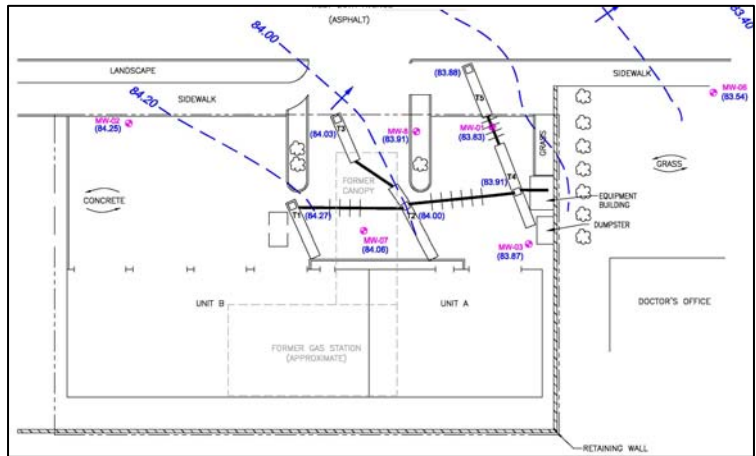 (ASPHALT)
84.00
83.40
LANDSCAPE
(83.88)
SIDEWALK
84.20
SIDEWALK
T5
MW-02
(84.25)
(84.03)
T3
MW-8
(83.91)
MW-01
(83.83)
MW-06
(83.54)
GRASS
FORMER
CANOPY
(83.91)
T4
GRASS
CONCRETE
EQUIPMENT
BUILDING
T1
(84.27)
T2
(84.00)
DUMPSTER
MW-07
(84.06)
MW-03
(83.87)
UNIT B
UNIT A
DOCTOR'S OFFICE
FORMER GAS STATION
(APPROXIMATE)
RETAINING WALL